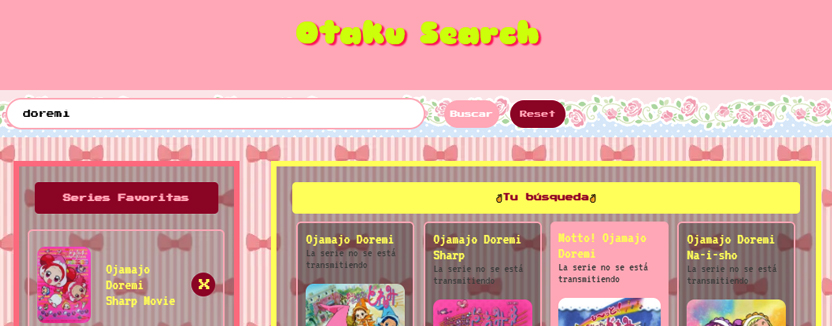 Otaku Search
doremi
Buscar
Reset
Series Favoritas
Ojamajo
Doremi
Sharp Movie
X
Tu búsqueda
Ojamajo Doremi
La serie no se está
transmitiendo
Ojamajo Doremi
Sharp
La serie no se está
transmitiendo
Motto! Ojamajo
Doremi
La serie no se está
transmitiendo
Ojamajo Doremi
Na-i-sho
La serie no se está
transmitiendo